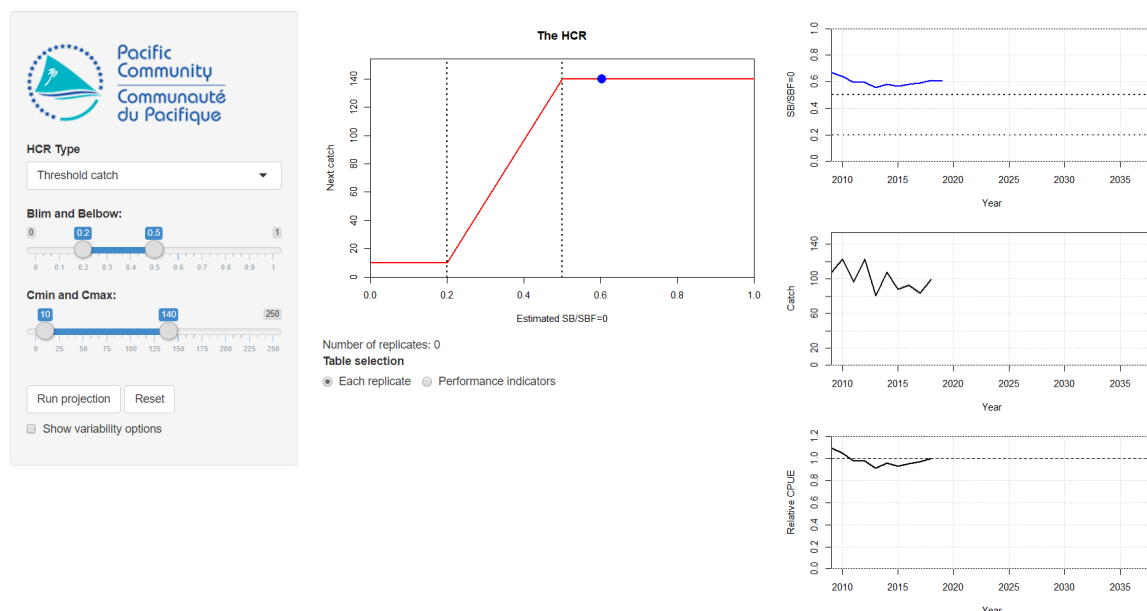 Pacific
Community
Communauté
du Pacifique
HCR Type
Threshold catch
Blim and Belbow:
0 0.2 0.5 1
0 0.1 0.2 0.3 0.4 0.5 0.6 0.7 0.8 0.9 1
Cmin and Cmax:
10 140 250
0 25 50 75 100 125 150 175 200 225 250
Run projection Reset
Show variability options
The HCR
Next catch
0 20 40 60 80 100 120 140
0.0 0.2 0.4 0.6 0.8 1.0
Estimated SB/SBF=0
Number of replicates: 0
Table selection
Each replicate Performance indicators
SB/SBF=0
0.0 0.2 0.4 0.6 0.8 1.0
2010 2015 2020 2025 2030 2035
Year
Catch
0 20 60 100 140
2010 2015 2020 2025 2030 2035
Year
Relative CPUE
0.0 0.2 0.4 0.6 0.8 1.0 1.2
2010 2015 2020 2025 2030 2035
Year